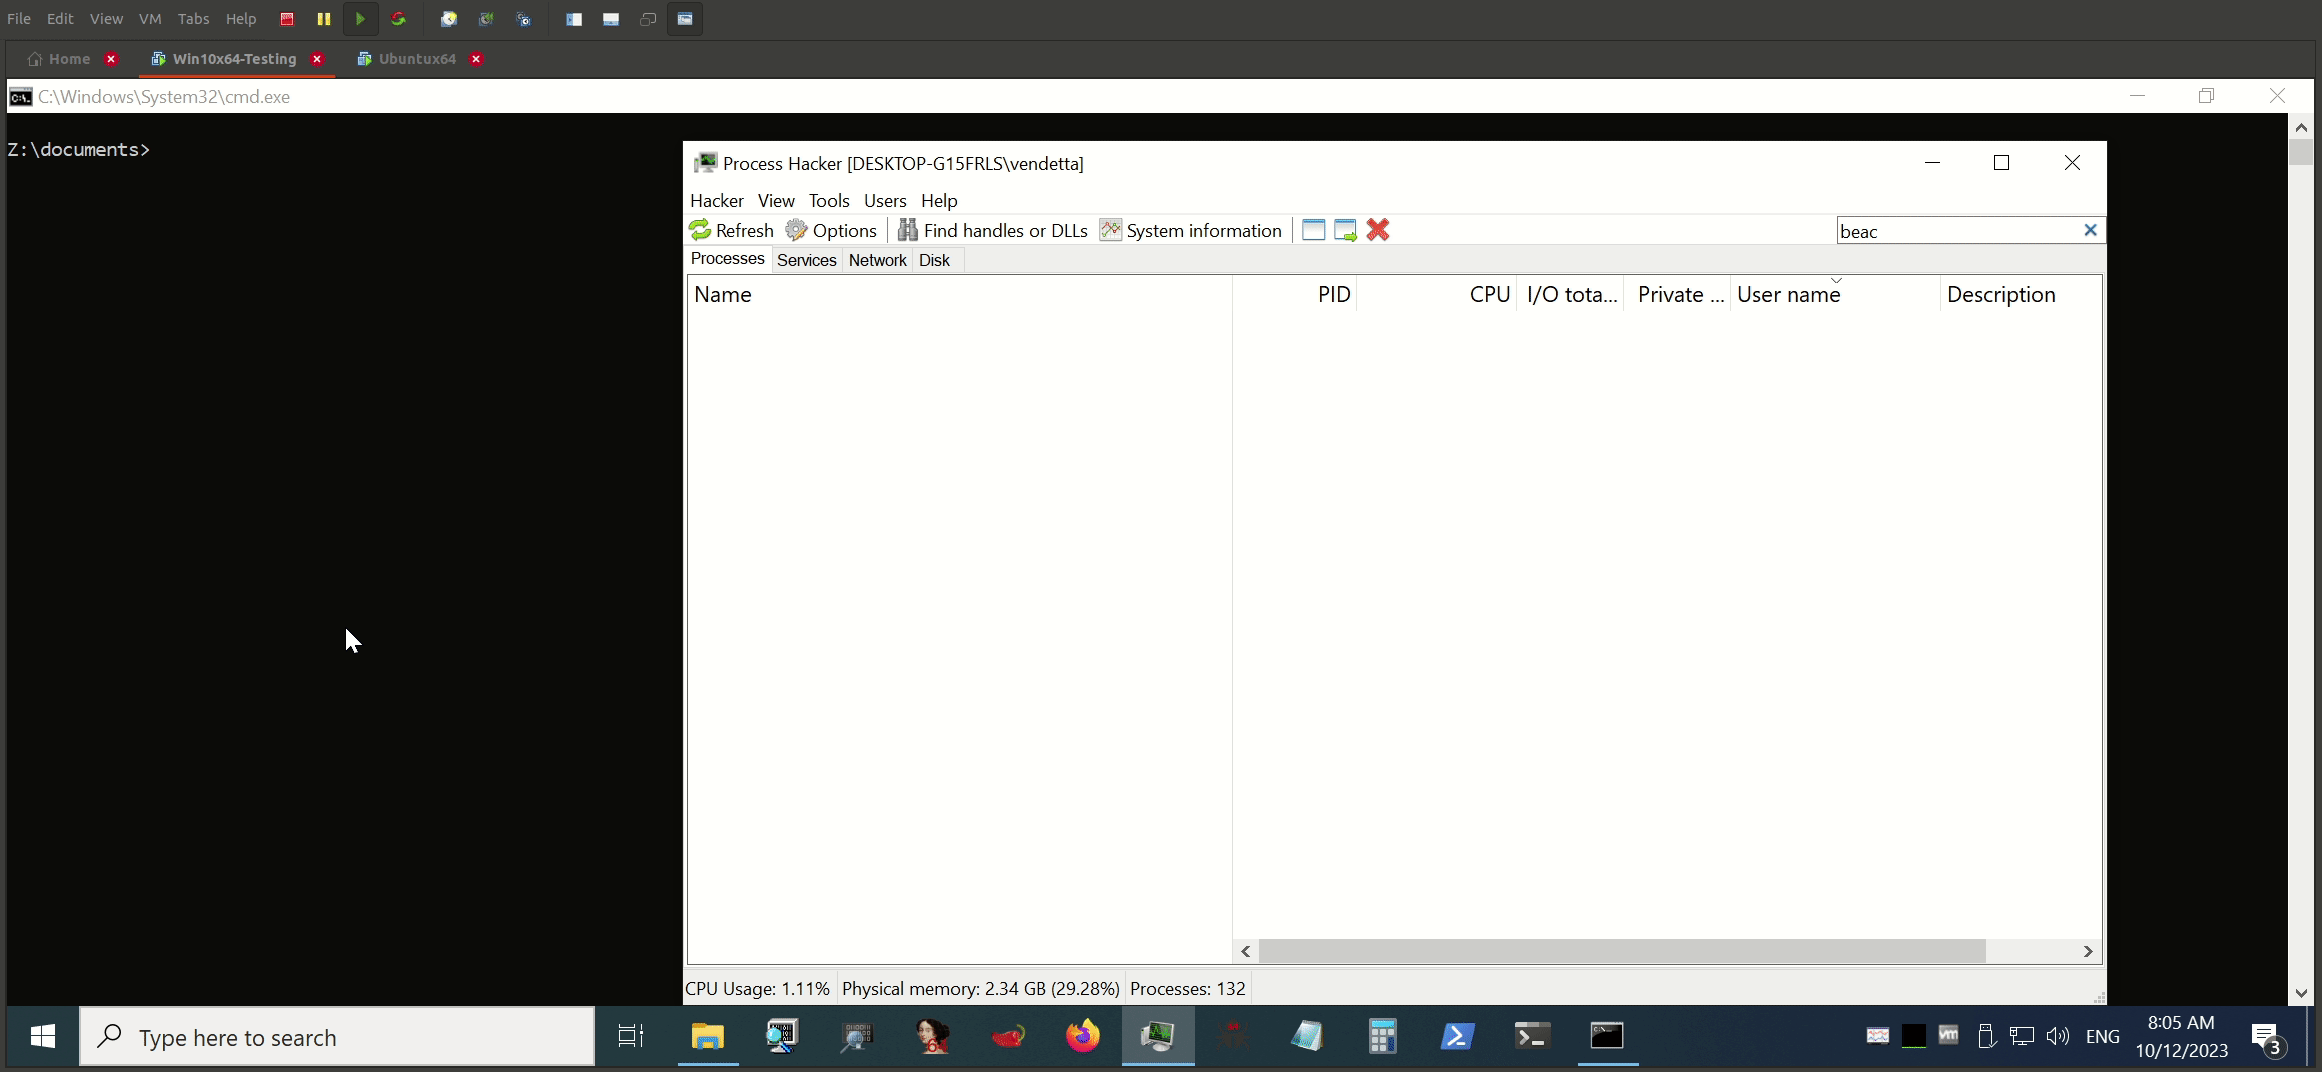 File Edit View VM Tabs Help
Home Win10x64-Testing Ubuntux64
C:\Windows\System32\cmd.exe
Z:\documents>
Process Hacker [DESKTOP-G15FRLS\vendetta]
Hacker View Tools Users Help
Refresh Options Find handles or DLLs System information beac
Processes Services Network Disk
Name PID CPU I/O tota... Private ... User name Description
CPU Usage: 1.11% Physical memory: 2.34 GB (29.28%) Processes: 132
Type here to search
ENG
8:05 AM
10/12/2023
3